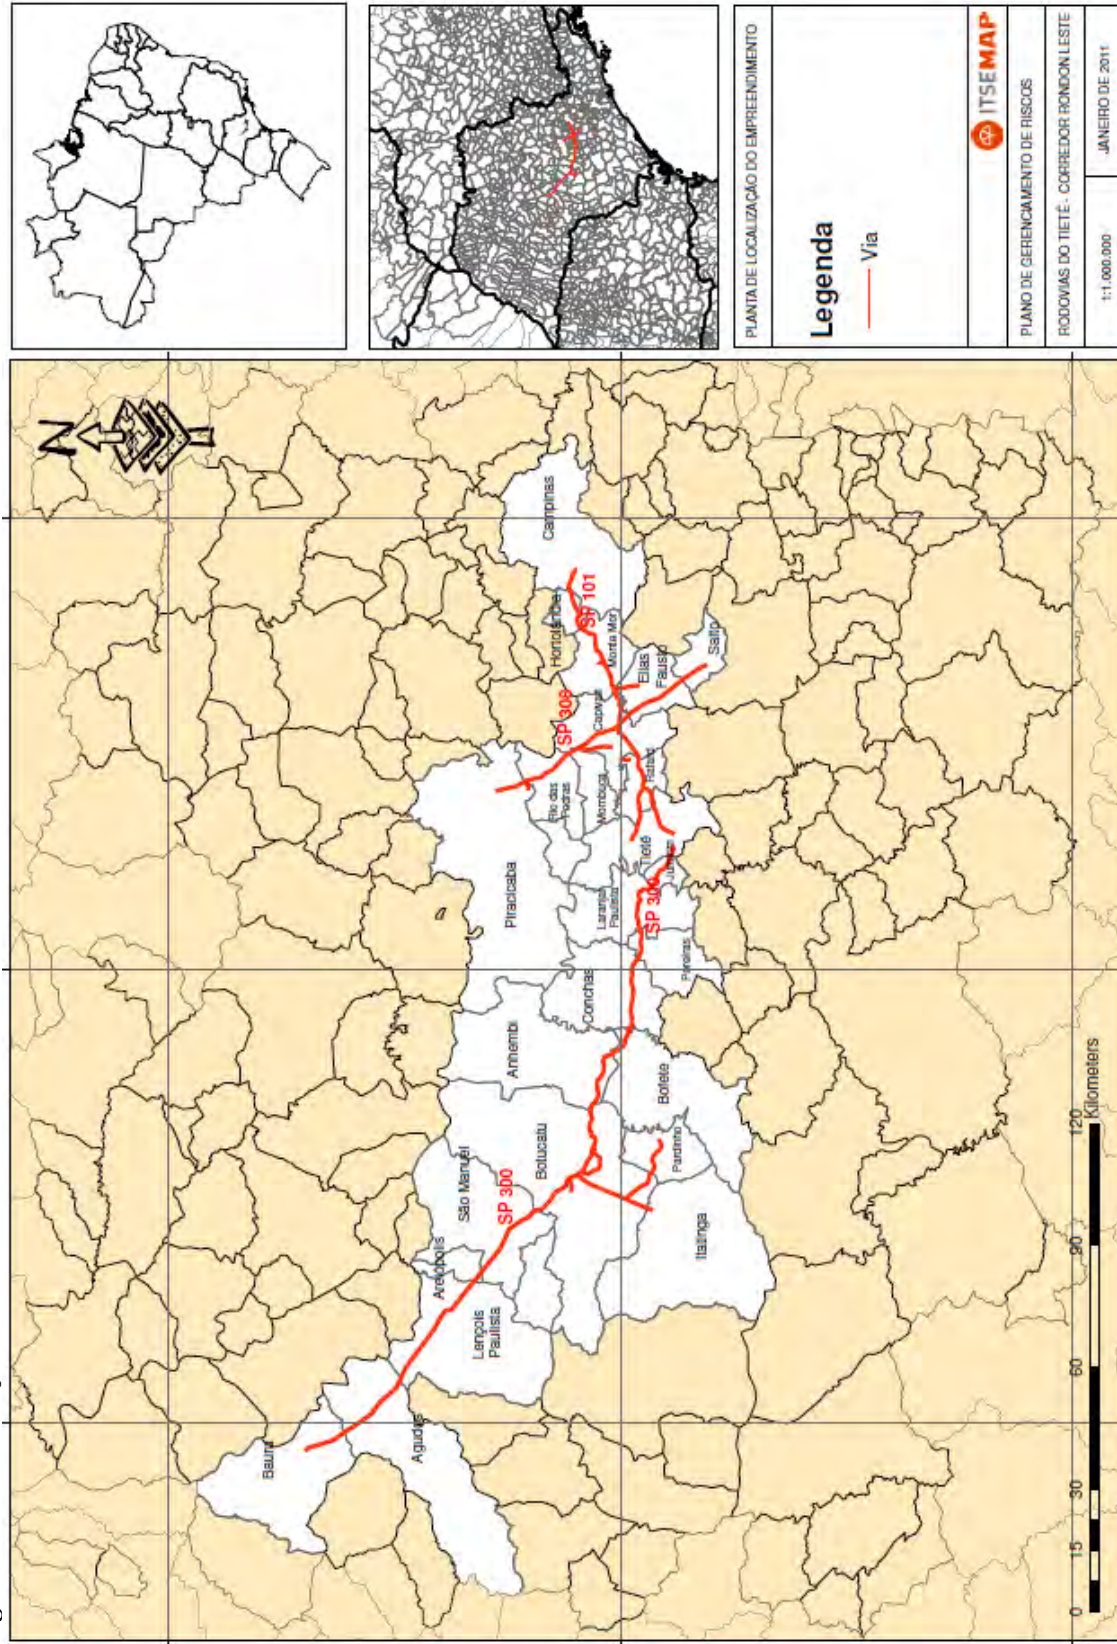 N
Bauru
Agudos
Lençois
Paulista
Areiópolis
São Manuel
SP 300
Botucatu
Itatinga
Pardinho
Bofete
Anhembi
Conchas
Piracicaba
Pereiras
Laranjal
Paulista
SP 300
Jumirim
Tietê
Rio das
Pedras
Mombuca
Rafard
SP 308
Capivari
Elias
Fausto
Salto
Monta Mor
Hortolândia
SP 101
Campinas
0 15 30 60 90 120
Kilometers
PLANTA DE LOCALIZAÇÃO DO EMPREENDIMENTO
Legenda
Via
ITSEMAP
PLANO DE GERENCIAMENTO DE RISCOS
RODOVIAS DO TIETÊ - CORREDOR RONDON LESTE
1:1.000.000
JANEIRO DE 2011